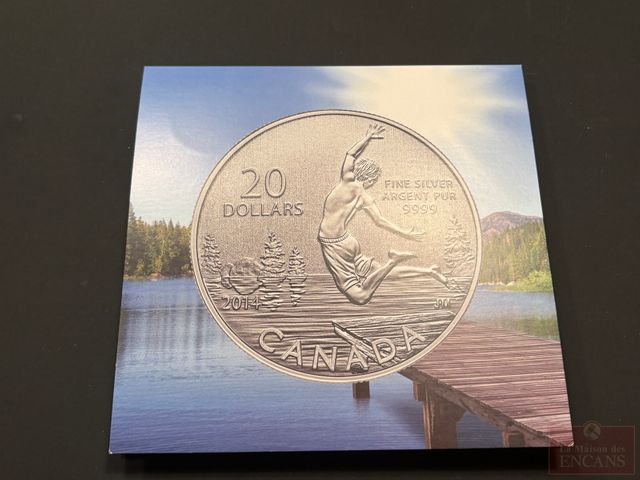 20
DOLLARS
FINE SILVER
ARGENT PUR
9999
2014
CANADA
La Maison des
ENCANS